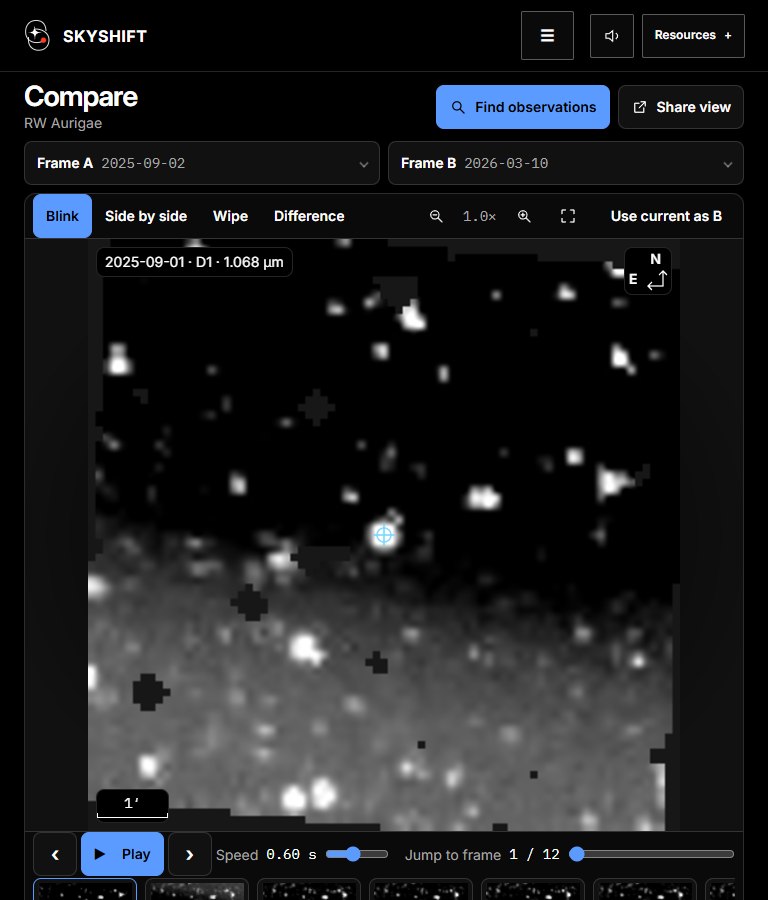 SKYSHIFT
Resources +
Compare
RW Aurigae
Find observations
Share view
Frame A 2025-09-02
Frame B 2026-03-10
Blink
Side by side
Wipe
Difference
1.0×
Use current as B
2025-09-01 · D1 · 1.068 µm
N
E
1′
Play
Speed 0.60 s
Jump to frame 1 / 12